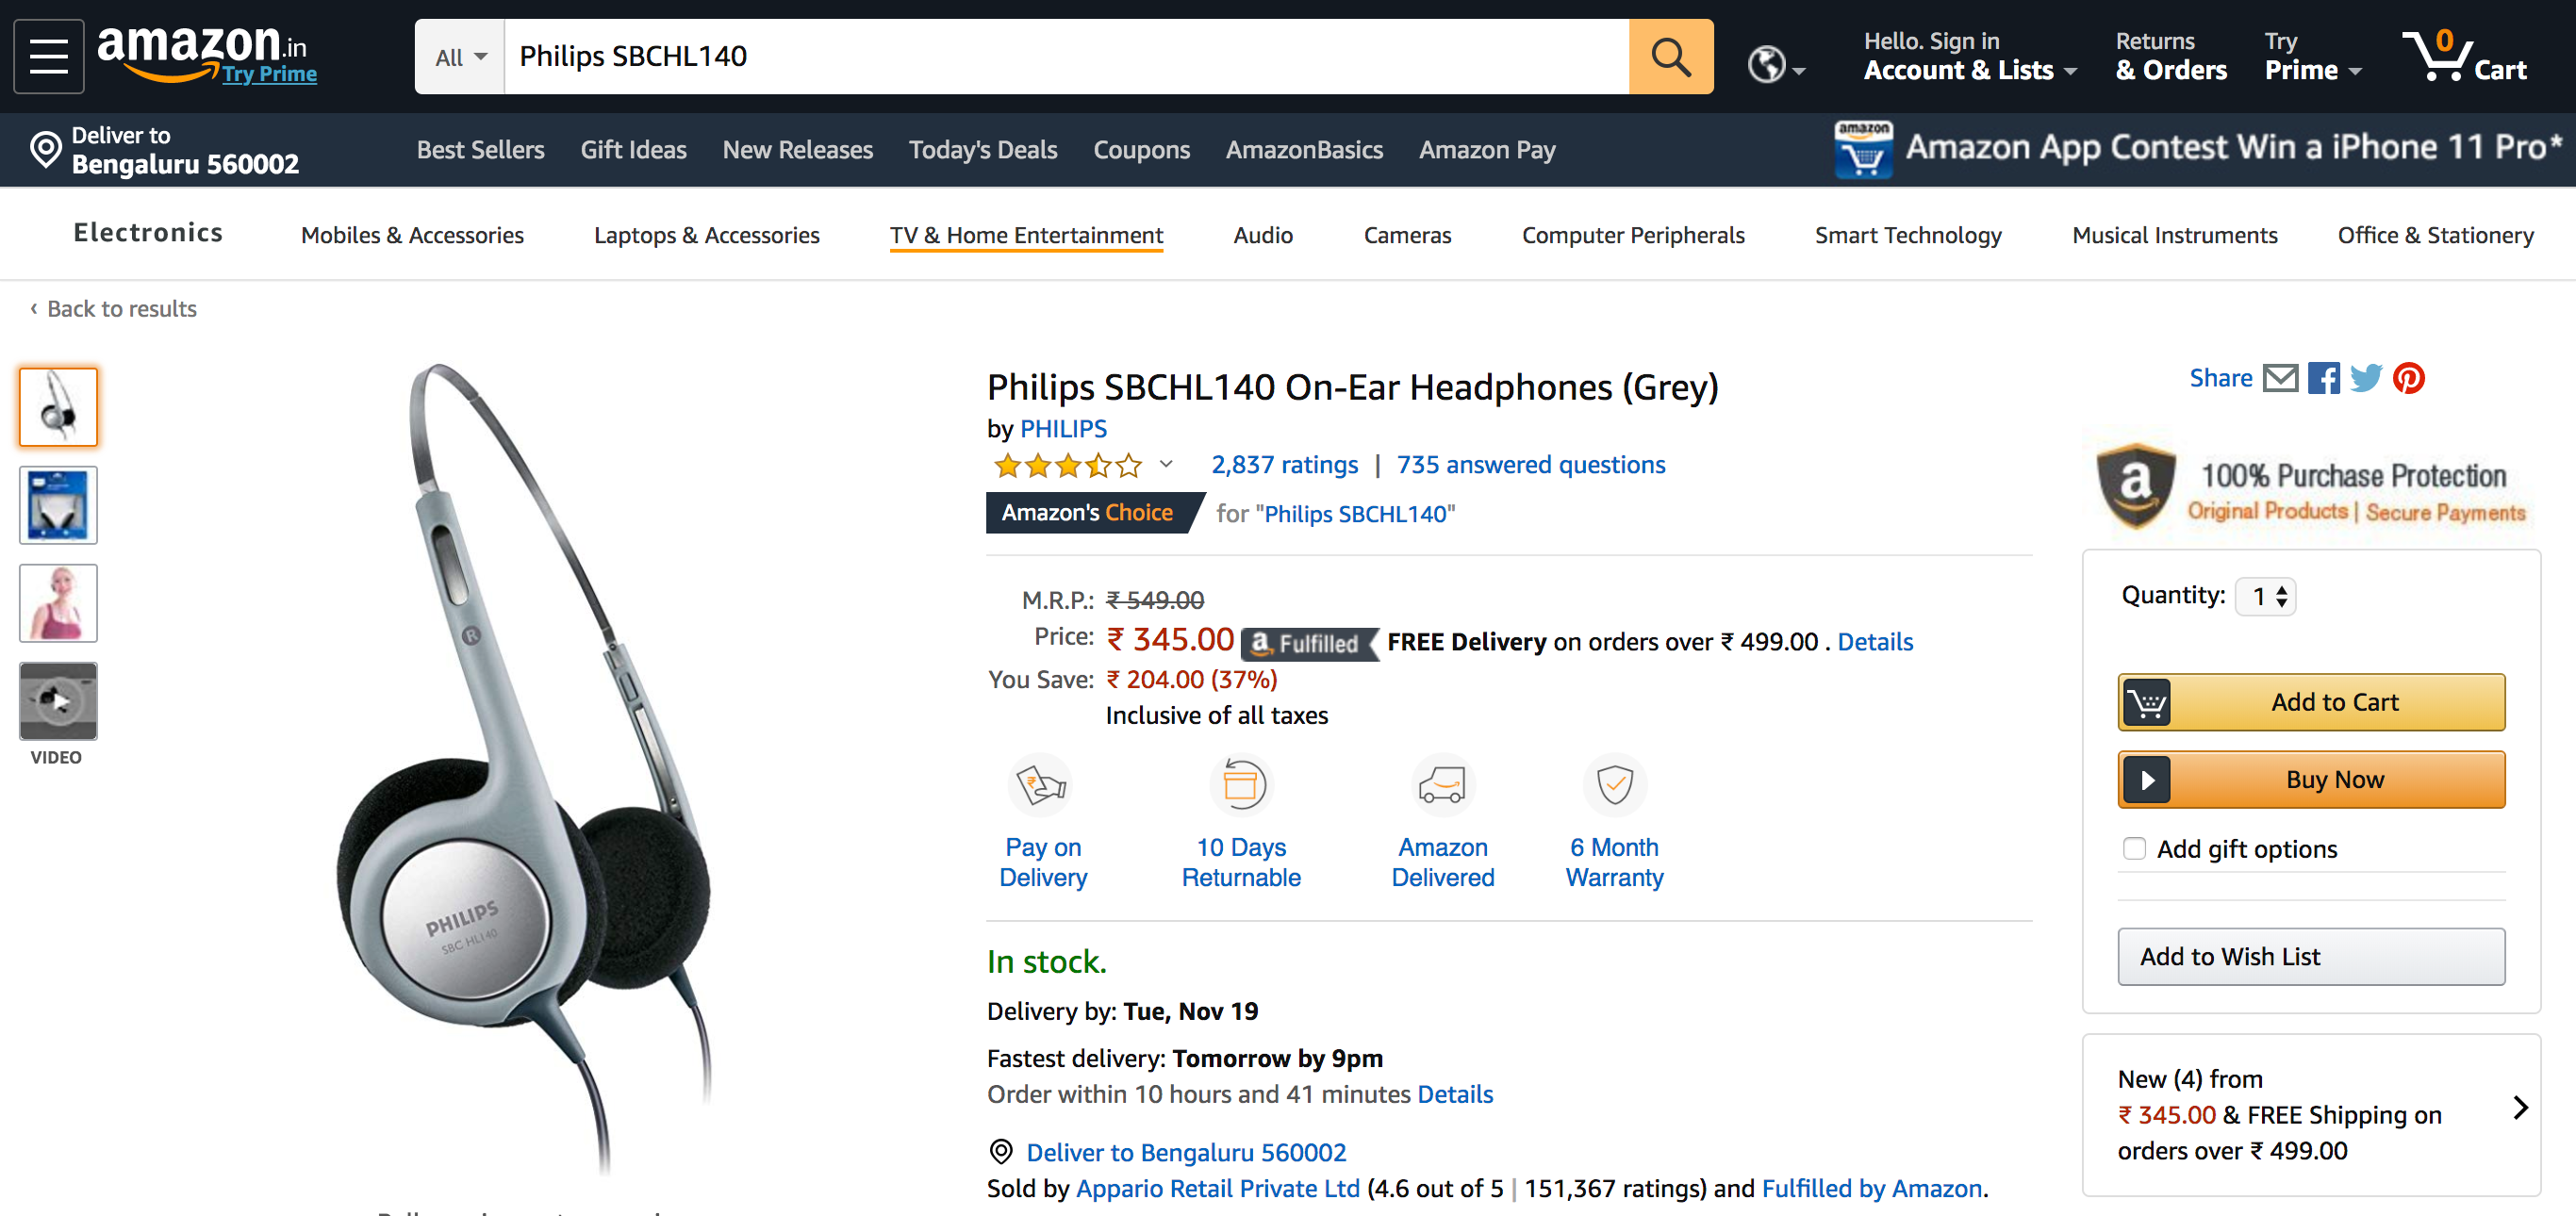 amazon.in
Try Prime
All
Philips SBCHL140
Hello. Sign in
Account & Lists
Returns
& Orders
Try
Prime
0
Cart
Deliver to
Bengaluru 560002
Best Sellers
Gift Ideas
New Releases
Today's Deals
Coupons
AmazonBasics
Amazon Pay
amazon
Amazon App Contest Win a iPhone 11 Pro*
Electronics
Mobiles & Accessories
Laptops & Accessories
TV & Home Entertainment
Audio
Cameras
Computer Peripherals
Smart Technology
Musical Instruments
Office & Stationery
‹ Back to results
VIDEO
R
PHILIPS
SBC HL140
Philips SBCHL140 On-Ear Headphones (Grey)
by PHILIPS
2,837 ratings | 735 answered questions
Amazon's Choice for "Philips SBCHL140"
M.R.P.: ₹ 549.00
Price: ₹ 345.00 a Fulfilled FREE Delivery on orders over ₹ 499.00 . Details
You Save: ₹ 204.00 (37%)
Inclusive of all taxes
Pay on
Delivery
10 Days
Returnable
Amazon
Delivered
6 Month
Warranty
In stock.
Delivery by: Tue, Nov 19
Fastest delivery: Tomorrow by 9pm
Order within 10 hours and 41 minutes Details
Deliver to Bengaluru 560002
Sold by Appario Retail Private Ltd (4.6 out of 5 | 151,367 ratings) and Fulfilled by Amazon.
Share
a
100% Purchase Protection
Original Products | Secure Payments
Quantity: 1
Add to Cart
Buy Now
Add gift options
Add to Wish List
New (4) from
₹ 345.00 & FREE Shipping on
orders over ₹ 499.00